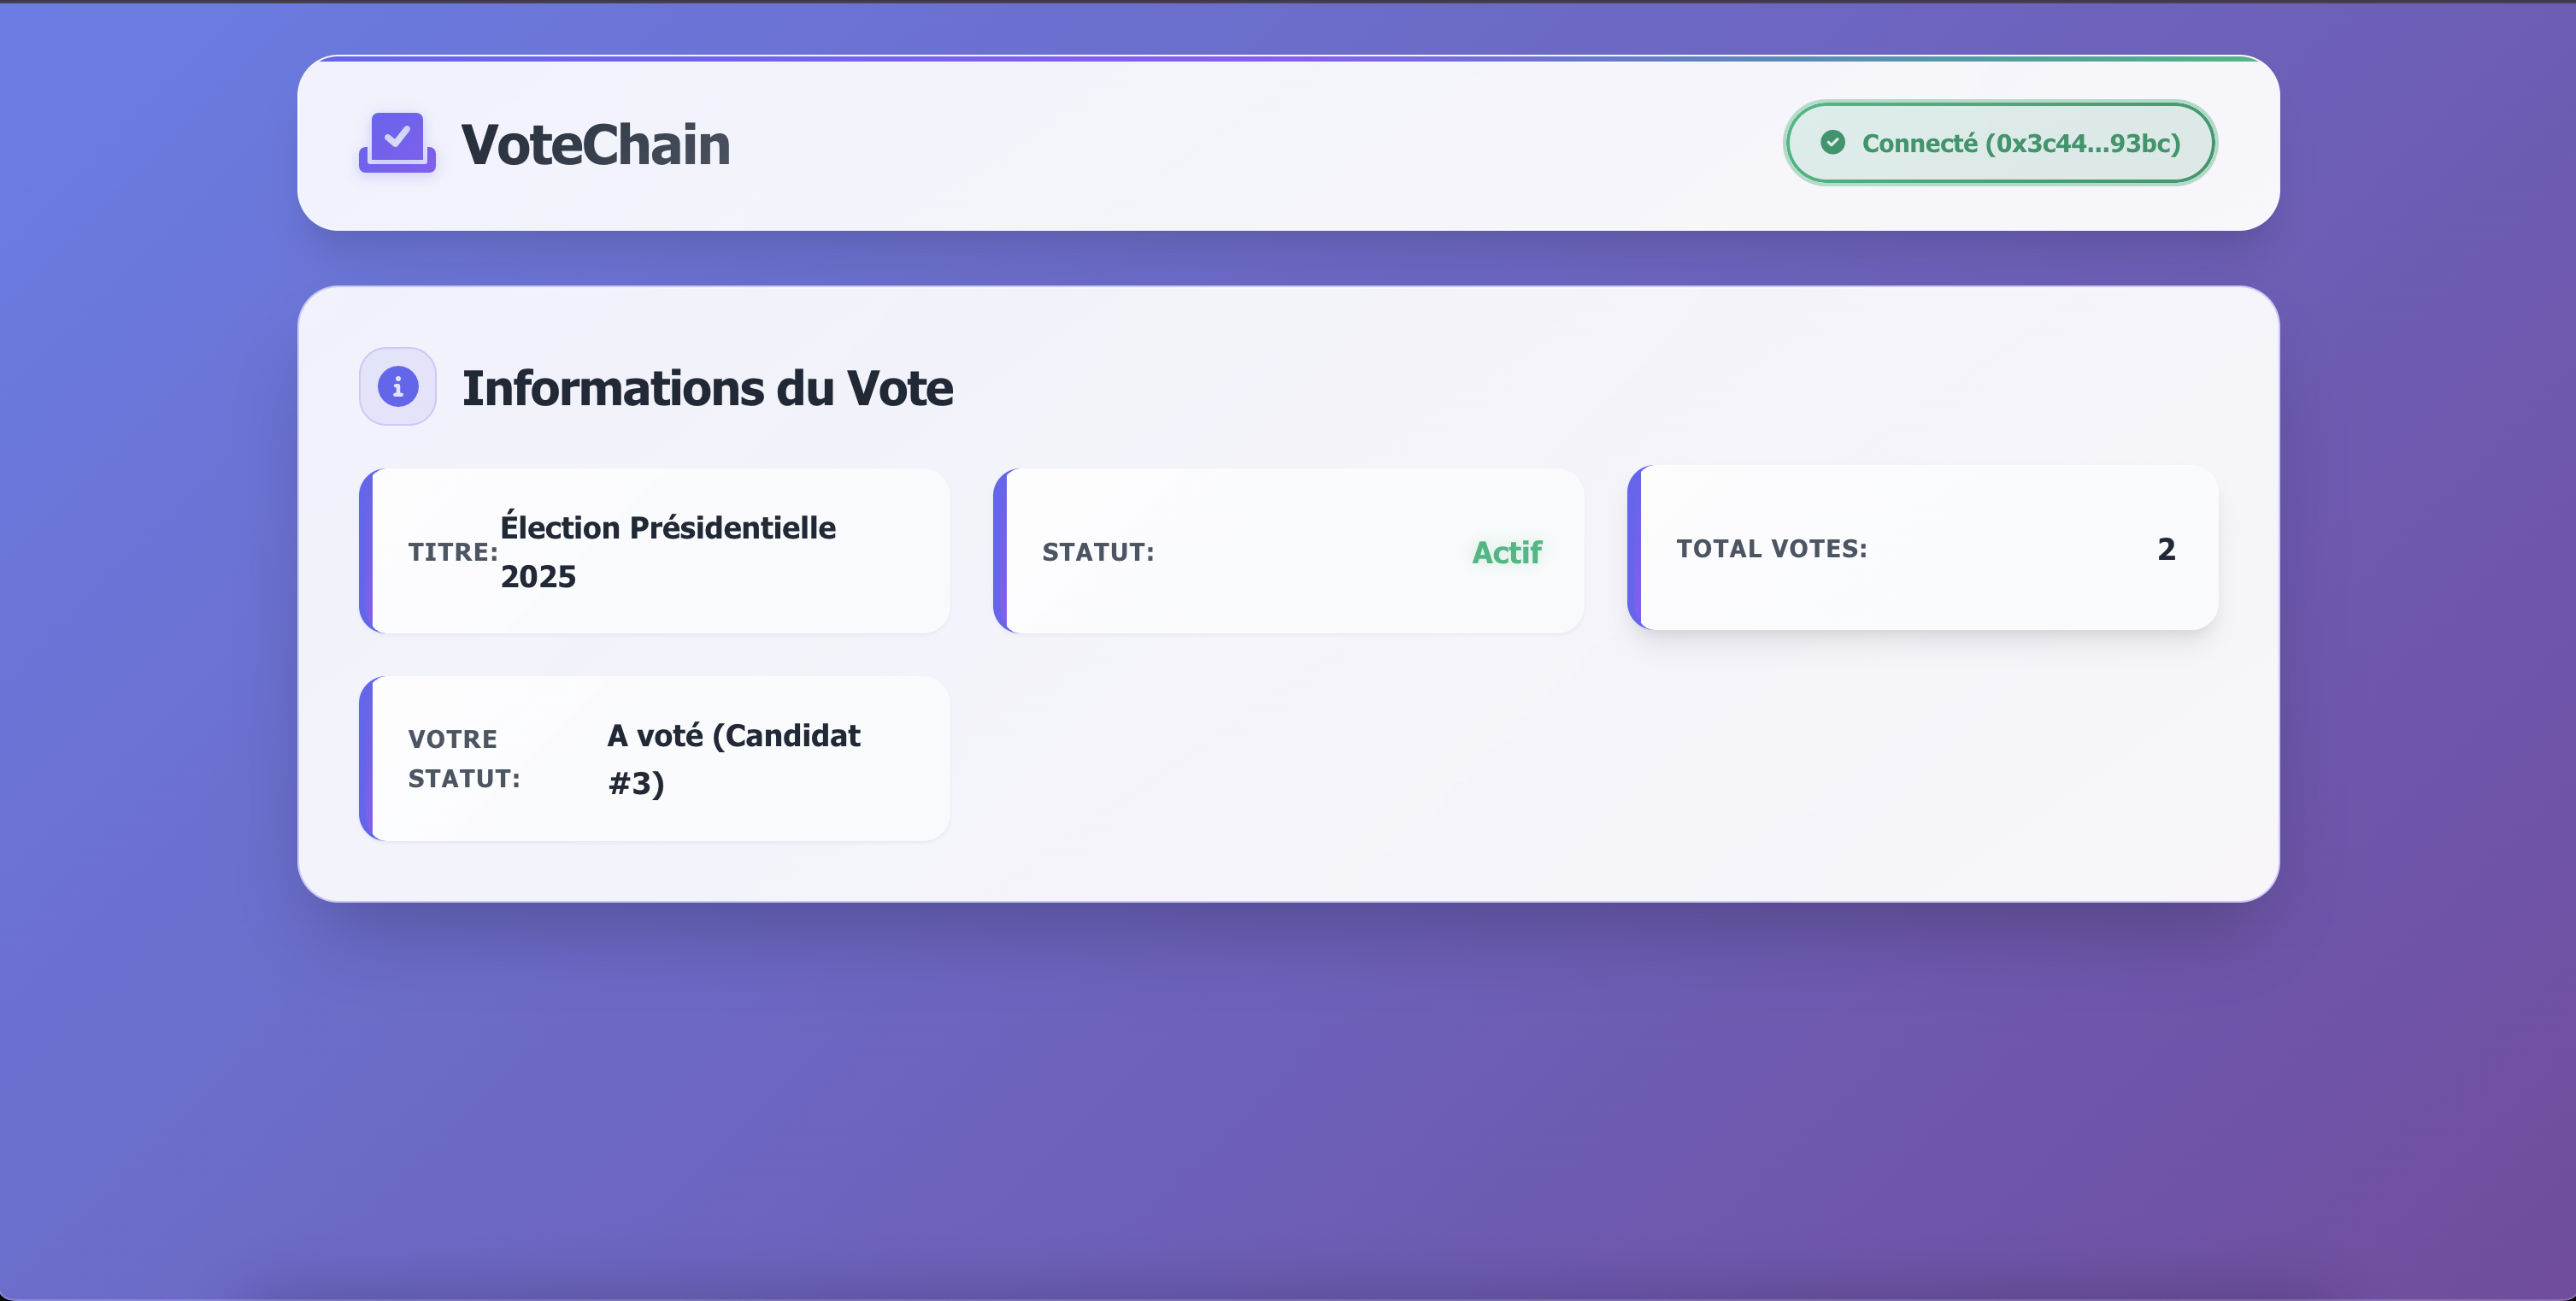 VoteChain
Connecté (0x3c44...93bc)
Informations du Vote
TITRE:
Élection Présidentielle
2025
STATUT:
Actif
TOTAL VOTES:
2
VOTRE
STATUT:
A voté (Candidat
#3)